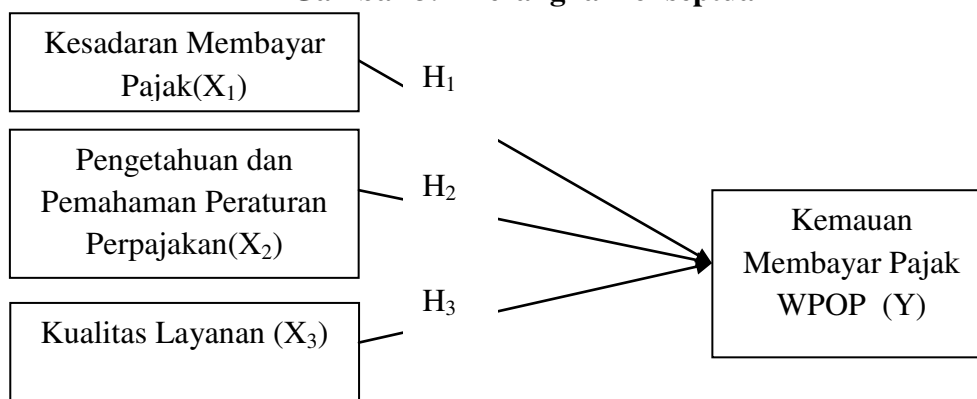 Kesadaran Membayar
Pajak(X₁)
H₁
Pengetahuan dan
Pemahaman Peraturan
Perpajakan(X₂)
H₂
Kemauan
Membayar Pajak
WPOP (Y)
H₃
Kualitas Layanan (X₃)